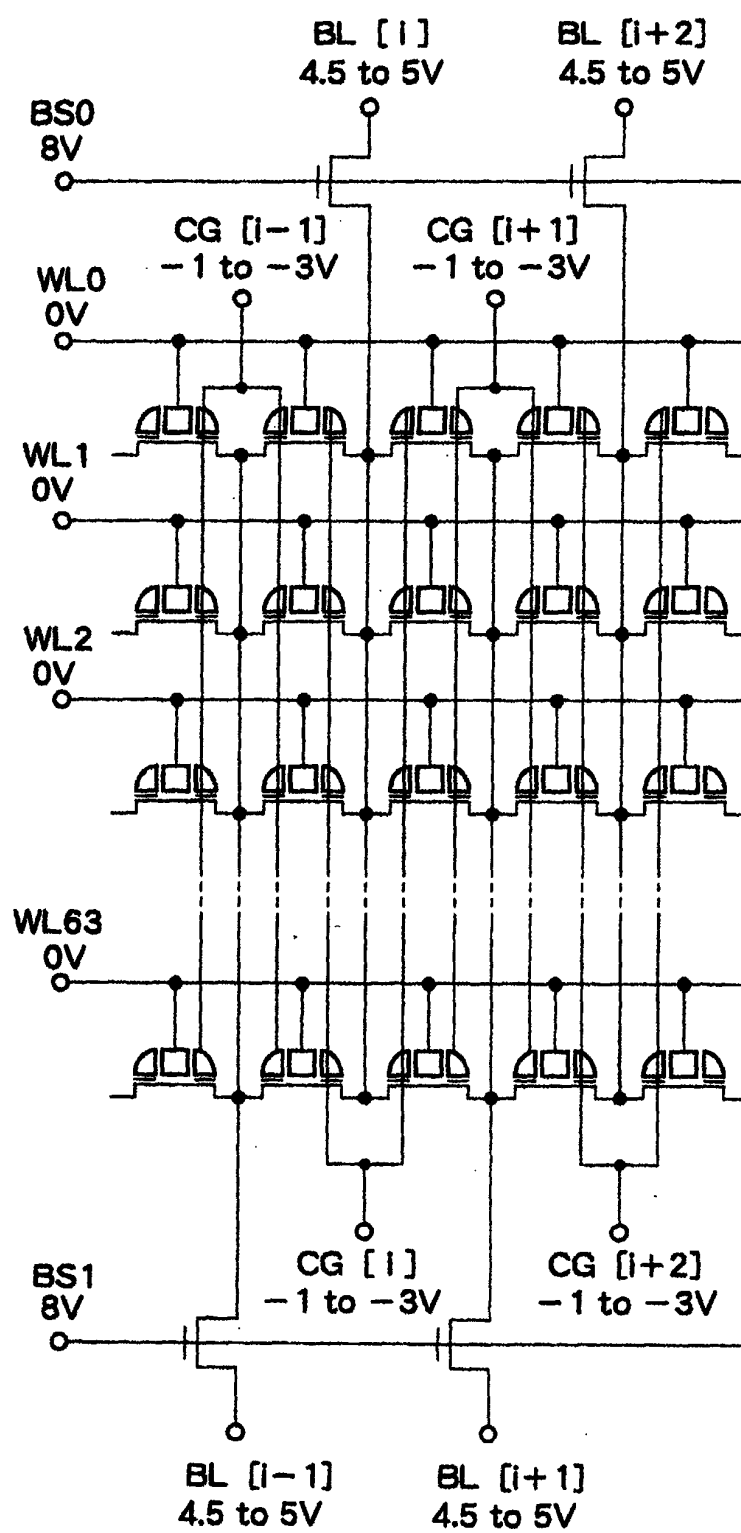 BL [i]
4.5 to 5V
BL [i+2]
4.5 to 5V
BS0
8V
CG [i−1]
−1 to −3V
CG [i+1]
−1 to −3V
WL0
0V
WL1
0V
WL2
0V
WL63
0V
CG [i]
−1 to −3V
CG [i+2]
−1 to −3V
BS1
8V
BL [i−1]
4.5 to 5V
BL [i+1]
4.5 to 5V